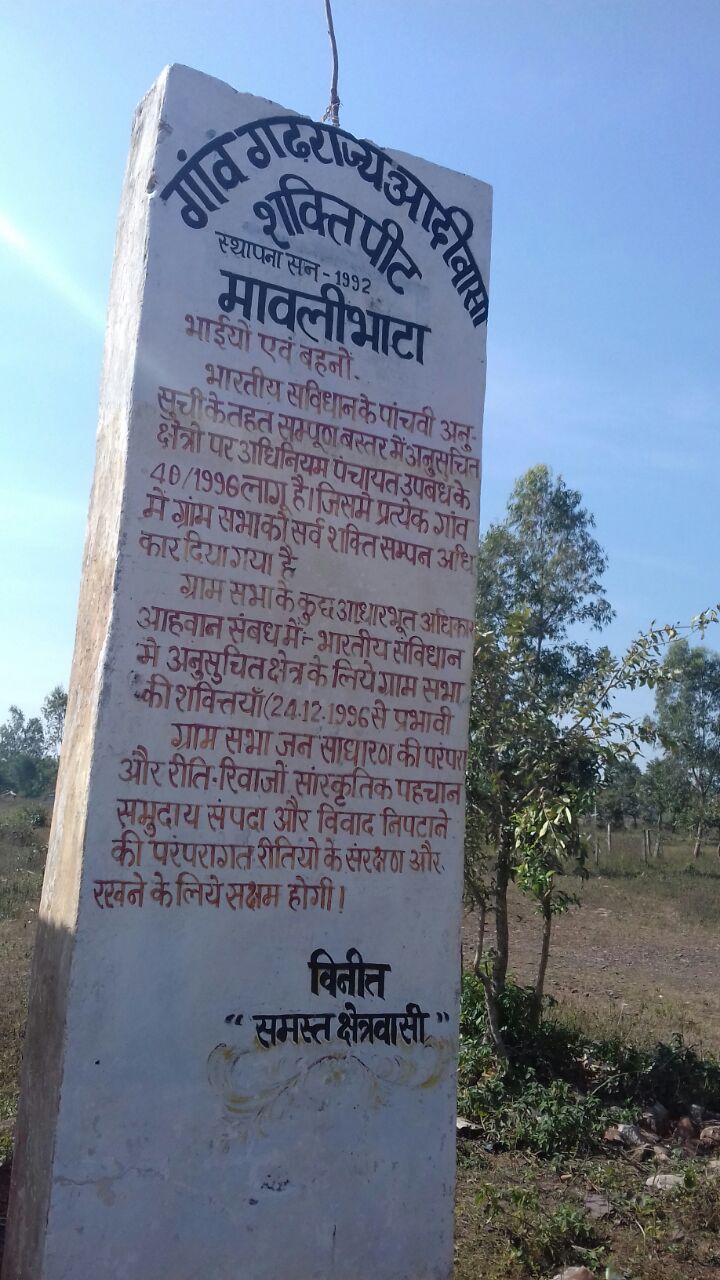 गांव गढराज्य आदीवासी
शक्तिपीट
स्थापना सन - 1992
मावलीभाटा
भाईयों एवं बहनों.
भारतीय सविधान के पांचवी अनु-
सूची के तहत सम्पूण बस्तर में अनुसूचित
क्षेत्रो पर अधिनियम पंचायत उपबंध के
40/1996 लागू है। जिसमे प्रत्येक गांव
में ग्रांम सभा को सर्व शक्ति सम्पन अधि
कार दिया गया है
ग्राम सभा के कुछ आधारभूत अधिकार
आहवान संबध में:- भारतीय संविधान
मे अनुसुचित क्षेत्र के लिये ग्राम सभा
की शक्त्तियाँ (24.12.1996 से प्रभावी
ग्राम सभा जन साधारण की परंपरा
और रीति-रिवाजों, सांस्कृतिक पहचान
समुदाय संपदा और विवाद निपटाने
की परंपरागत रीतियो के संरक्षण और
रखने के लिये सक्षम होगी।
विनीत
"समस्त क्षेत्रवासी"